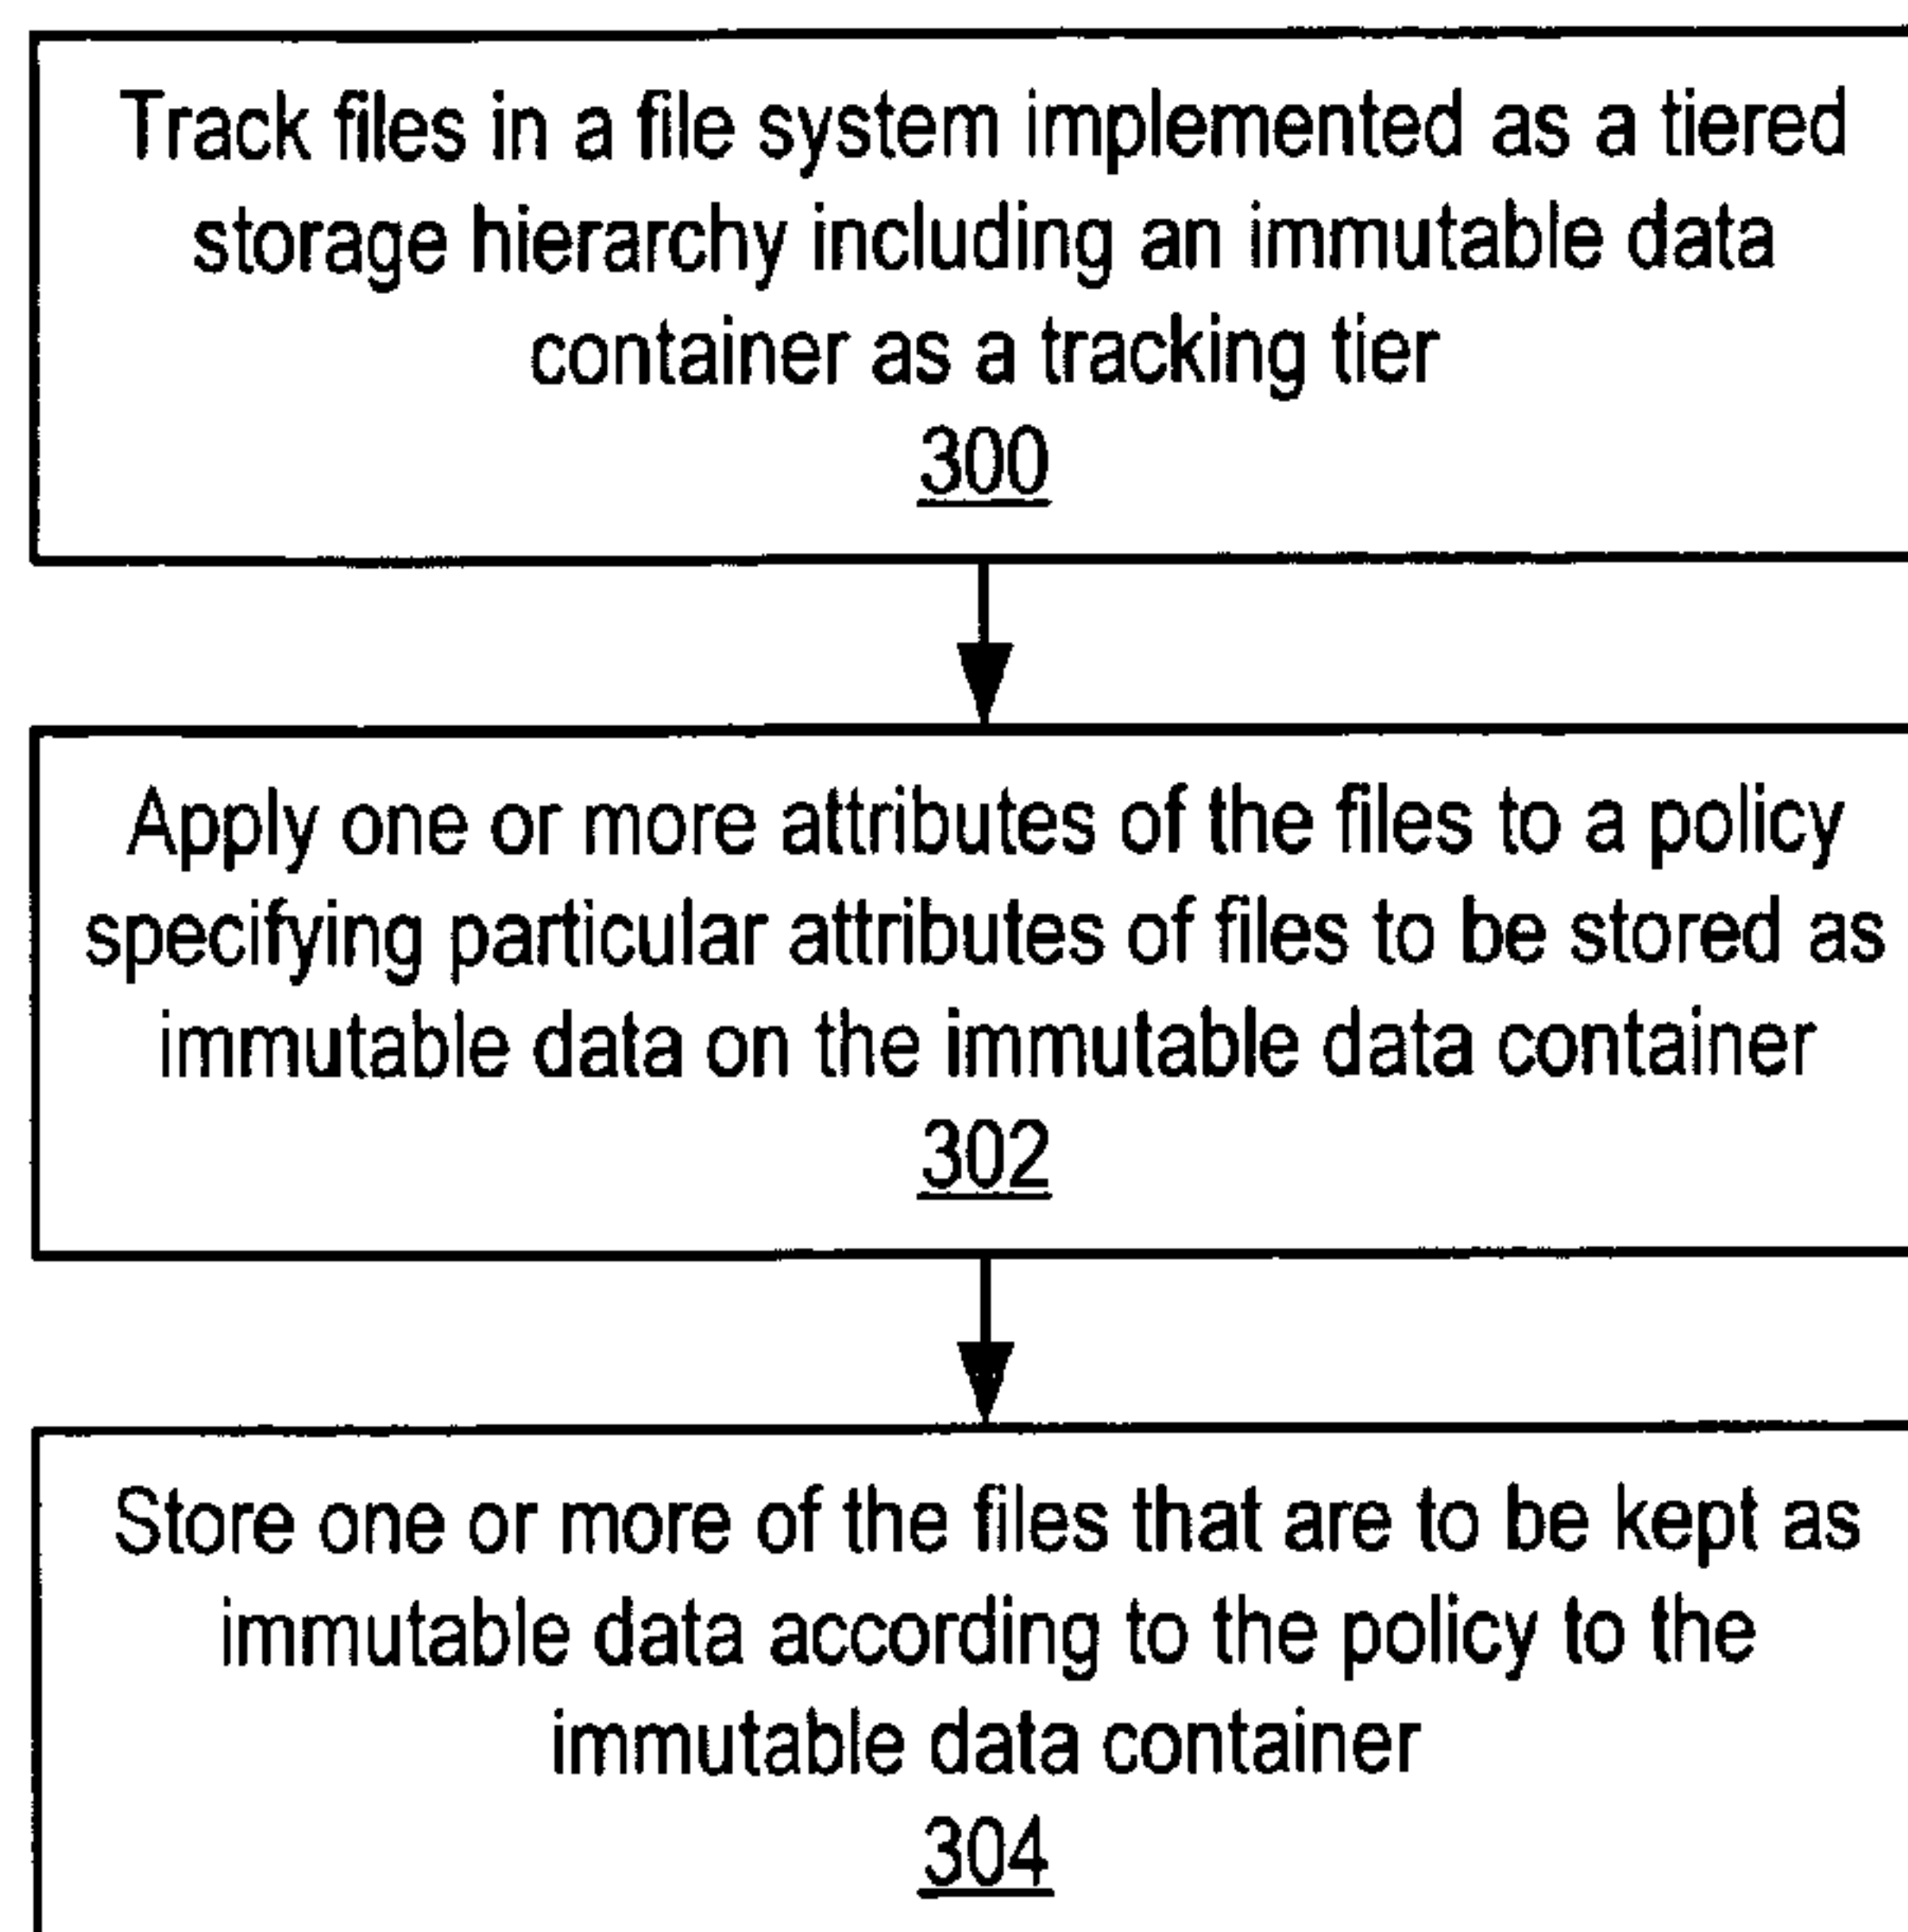 Track files in a file system implemented as a tiered
storage hierarchy including an immutable data
container as a tracking tier
300
Apply one or more attributes of the files to a policy
specifying particular attributes of files to be stored as
immutable data on the immutable data container
302
Store one or more of the files that are to be kept as
immutable data according to the policy to the
immutable data container
304